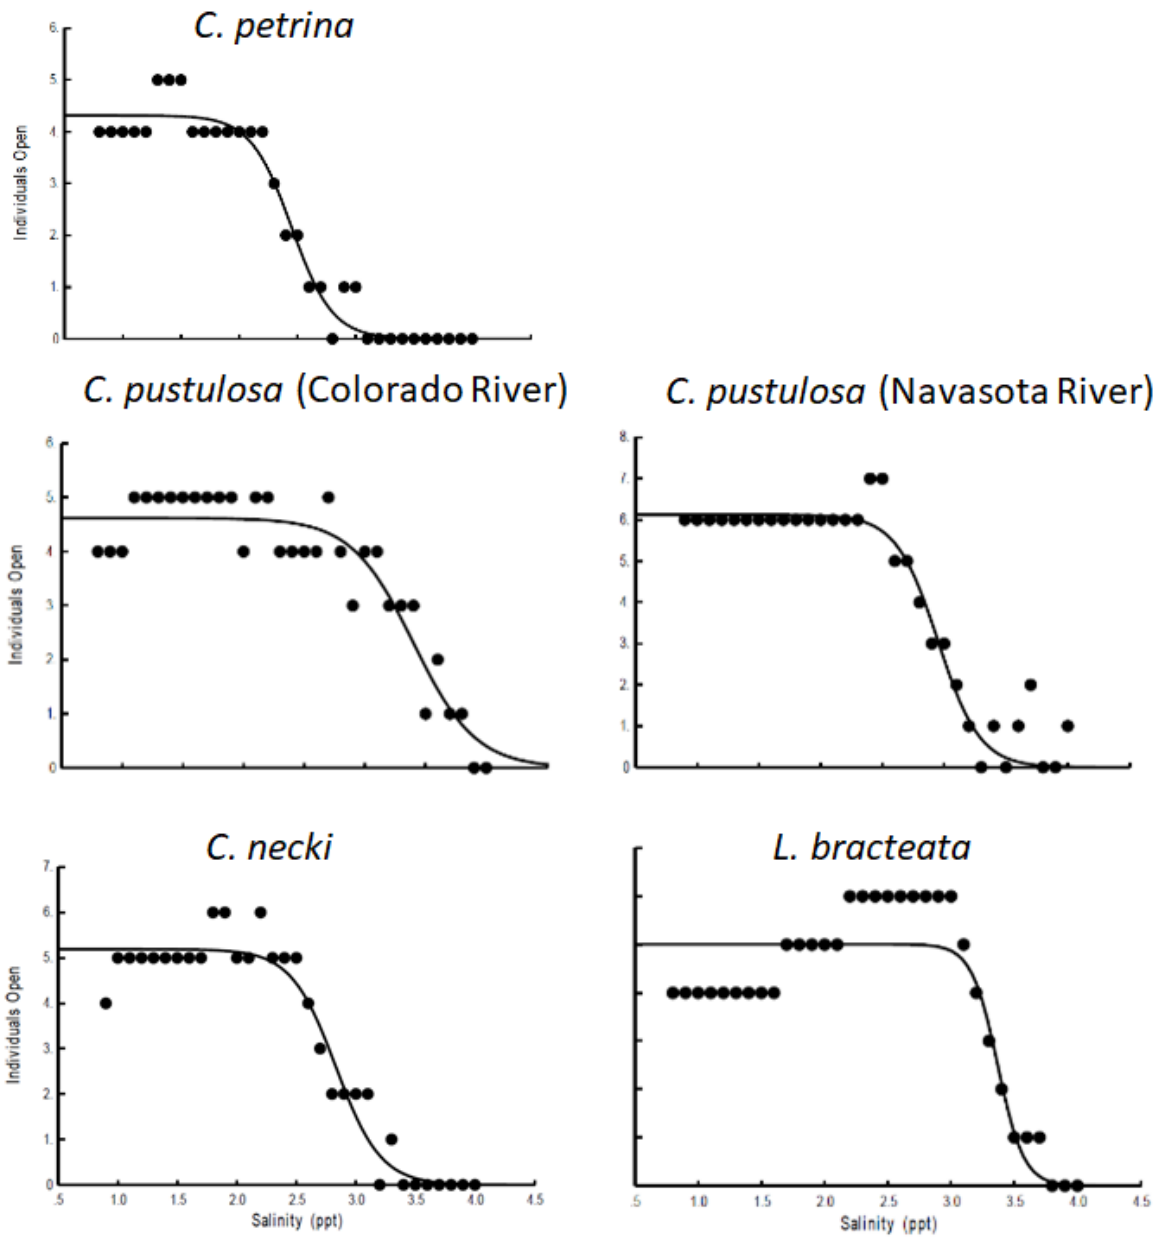 C. petrina
6.
5.
4.
3.
2.
1.
0
Individuals Open
C. pustulosa (Colorado River)
6
5.
4.
3.
2.
1.
0.
Individuals Open
C. pustulosa (Navasota River)
8.
7.
6.
5.
4.
3.
2.
1.
0
C. necki
7.
6.
5.
4.
3.
2.
1.
0
Individuals Open
.5 1.0 1.5 2.0 2.5 3.0 3.5 4.0 4.5
Salinity (ppt)
L. bracteata
.5 1.0 1.5 2.0 2.5 3.0 3.5 4.0 4.5
Salinity (ppt)